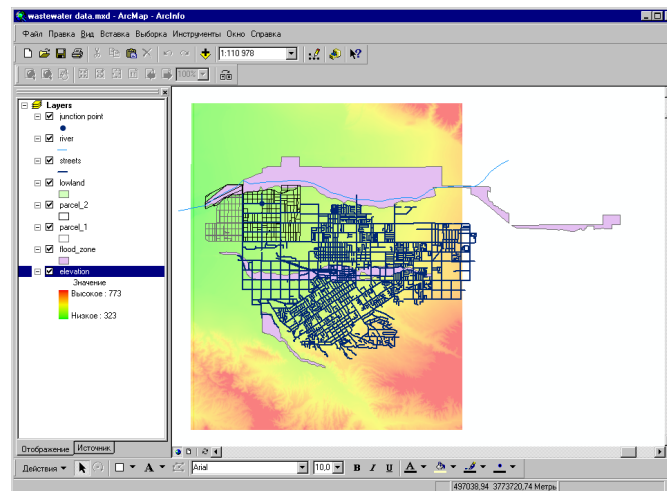 wastewater data.mxd - ArcMap - ArcInfo
Файл Правка Вид Вставка Выборка Инструменты Окно Справка
1:110 978
100%
Layers
junction point
river
streets
lowland
parcel_2
parcel_1
flood_zone
elevation
Значение
Высокое : 773
Низкое : 323
Отображение Источник
Действия A Arial 10,0 B I U A
497038,94 3773720,74 Метры